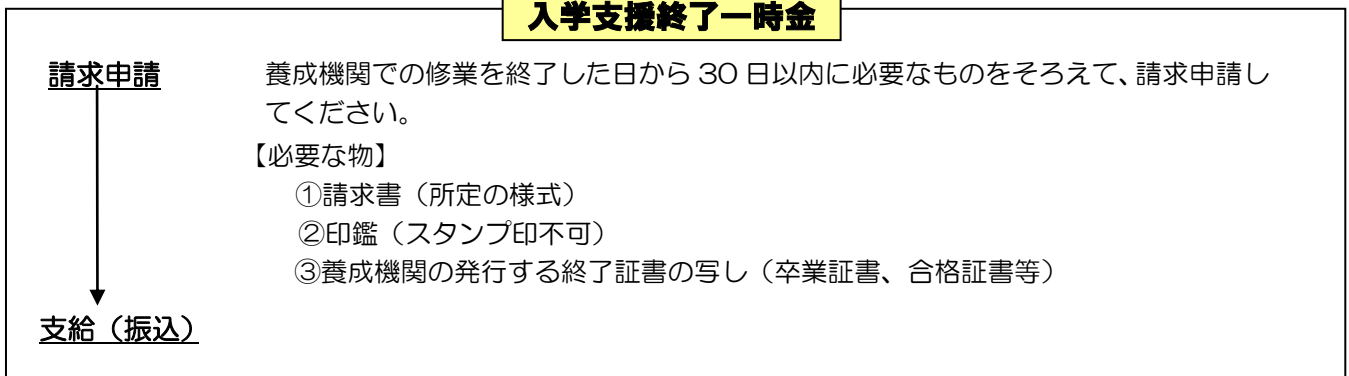 入学支援終了一時金
請求申請
養成機関での修業を終了した日から 30 日以内に必要なものをそろえて、請求申請し
てください。
【必要な物】
①請求書（所定の様式）
②印鑑（スタンプ印不可）
③養成機関の発行する終了証書の写し（卒業証書、合格証書等）
支給（振込）